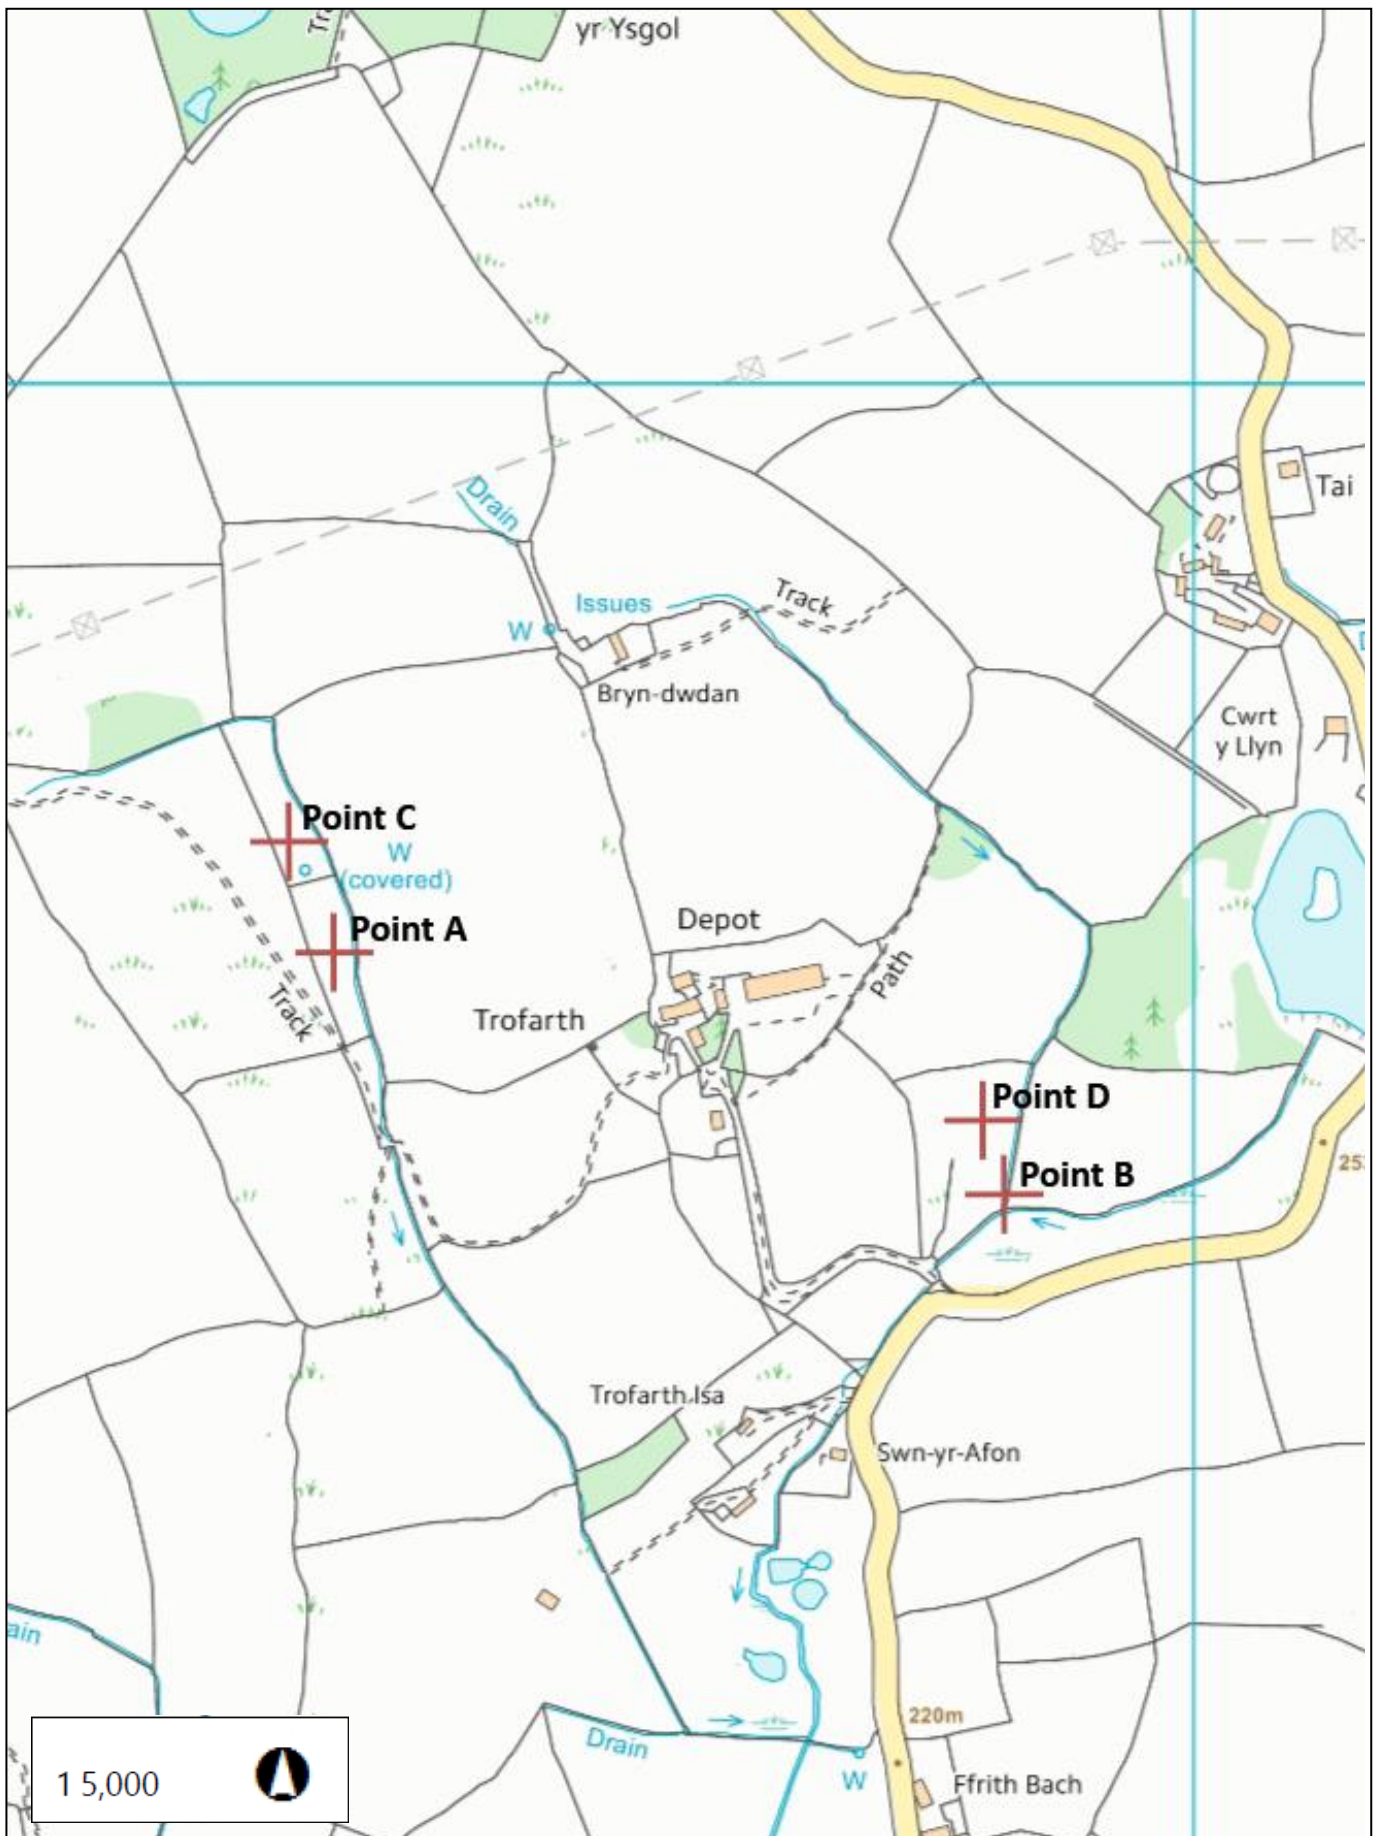 yr Ysgol
Drain
Tai
Track
Issues
W
Bryn-dwdan
Cwrt
y Llyn
Point C
W
(covered)
Point A
Depot
Path
Track
Trofarth
Point D
Point B
Trofarth Isa
Swn-yr-Afon
ain
220m
Drain
W
Ffrith Bach
1 5,000